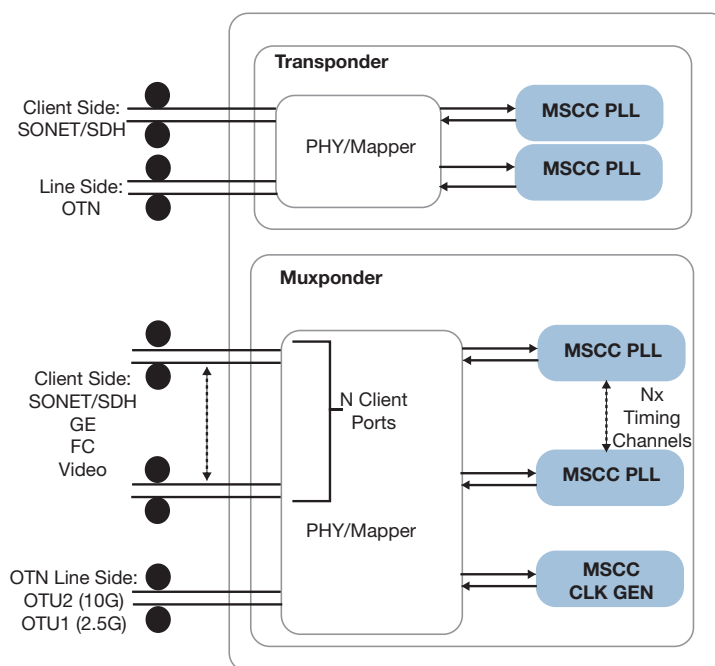 Transponder
Client Side:
SONET/SDH
Line Side:
OTN
PHY/Mapper
MSCC PLL
MSCC PLL
Muxponder
Client Side:
SONET/SDH
GE
FC
Video
N Client
Ports
PHY/Mapper
MSCC PLL
Nx
Timing
Channels
MSCC PLL
OTN Line Side:
OTU2 (10G)
OTU1 (2.5G)
MSCC
CLK GEN